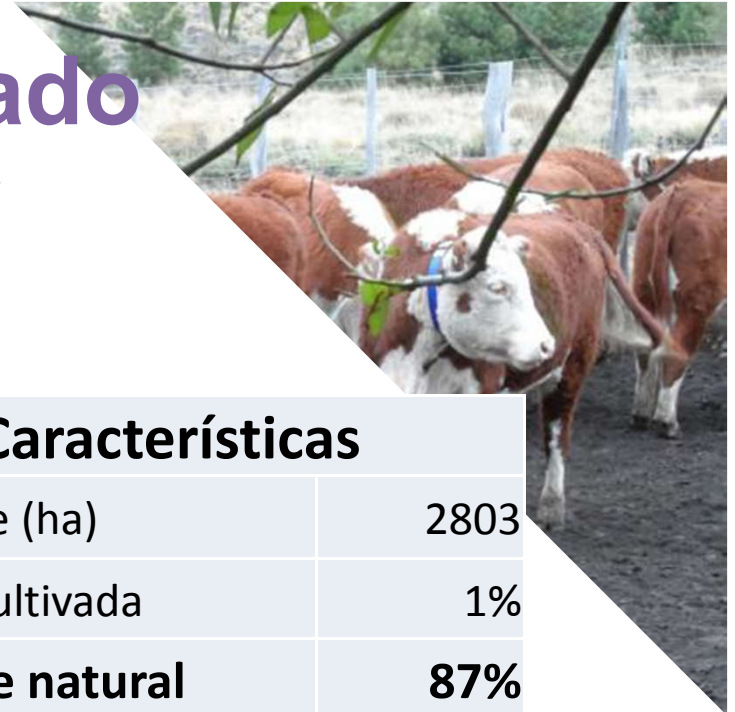 ado
Características
e (ha) 2803
ultivada 1%
e natural 87%